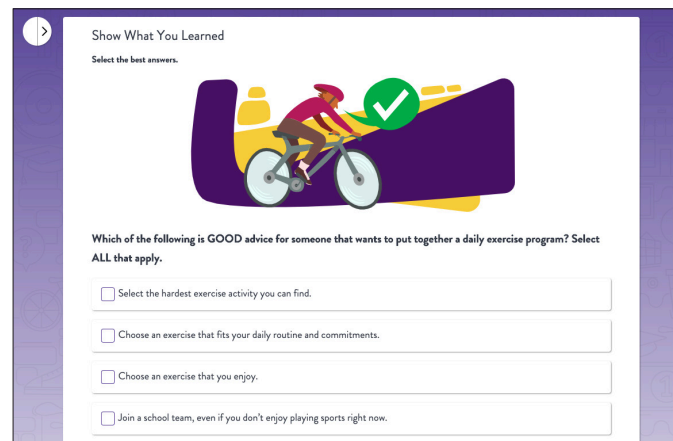 Show What You Learned
Select the best answers.
Which of the following is GOOD advice for someone that wants to put together a daily exercise program? Select
ALL that apply.
Select the hardest exercise activity you can find.
Choose an exercise that fits your daily routine and commitments.
Choose an exercise that you enjoy.
Join a school team, even if you don't enjoy playing sports right now.